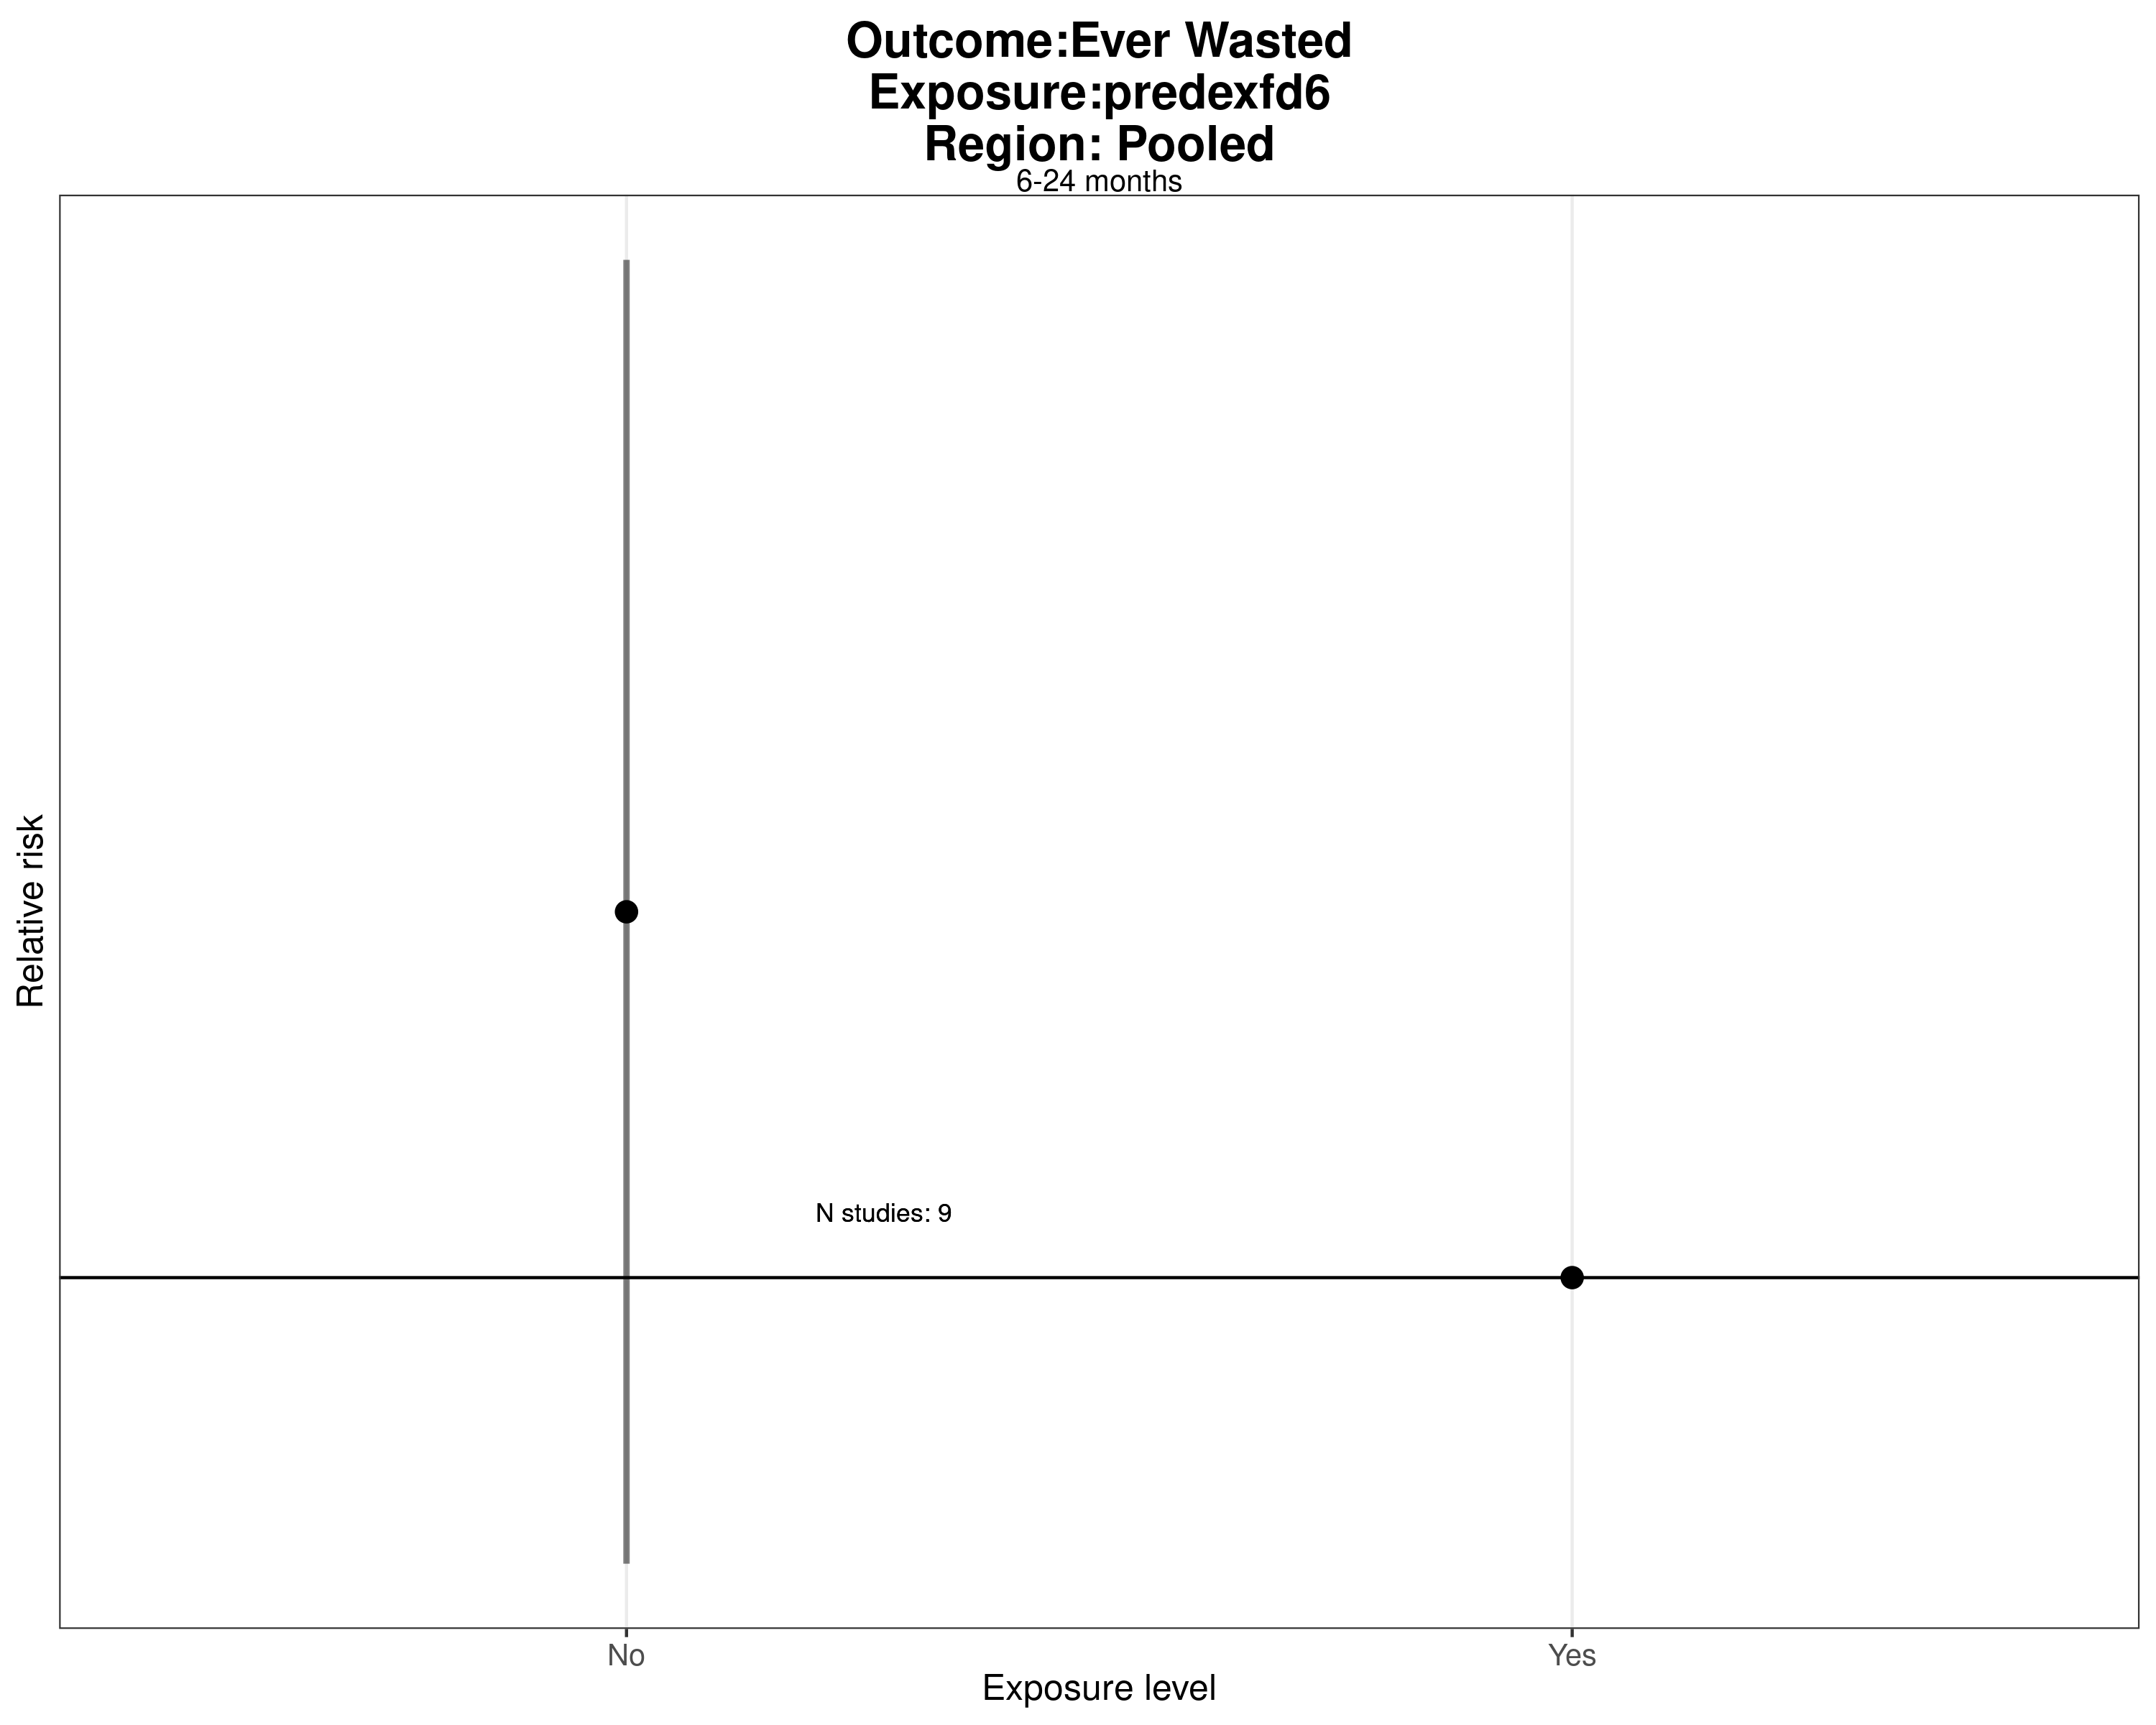 Outcome:Ever Wasted
Exposure:predexfd6
Region: Pooled
6-24 months
Relative risk
N studies: 9
No
Yes
Exposure level